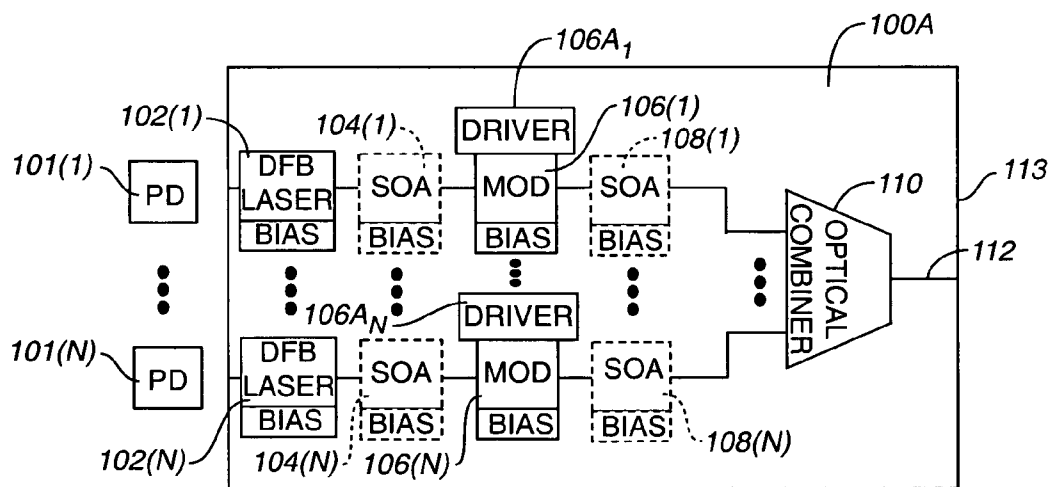 106A1
100A
102(1)
104(1)
106(1)
108(1)
101(1)
PD
DFB
LASER
BIAS
SOA
BIAS
DRIVER
MOD
BIAS
SOA
BIAS
110
113
OPTICAL
COMBINER
112
106AN
101(N)
PD
DFB
LASER
BIAS
SOA
BIAS
DRIVER
MOD
BIAS
SOA
BIAS
102(N)
104(N)
106(N)
108(N)